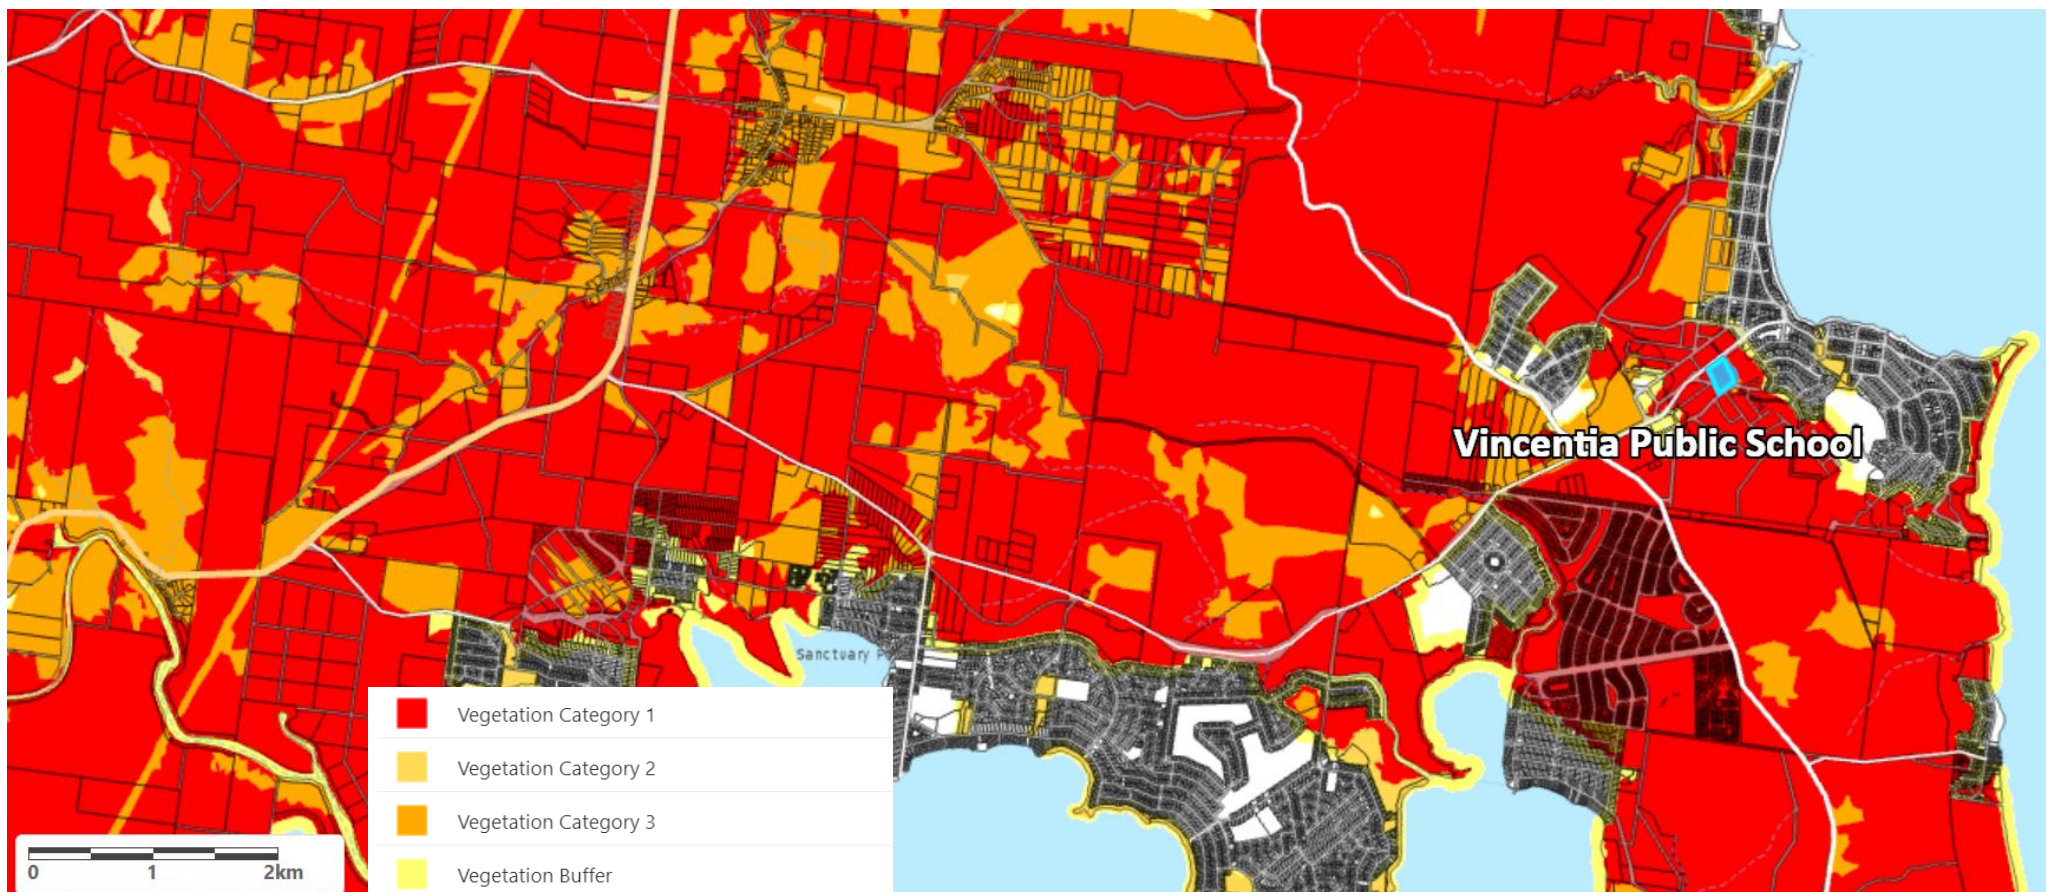 Vincentia Public School
Sanctuary P
Vegetation Category 1
Vegetation Category 2
Vegetation Category 3
Vegetation Buffer
0 1 2km